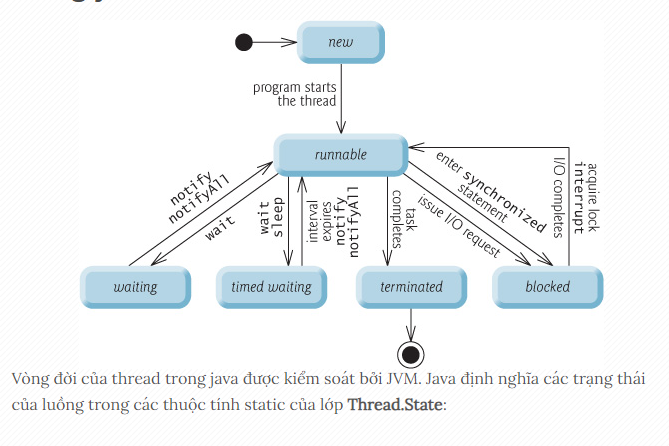 new
program starts
the thread
runnable
notify
notifyAll
wait
wait
sleep
interval
expires
notify
notifyAll
task
completes
enter synchronized
statement
issue I/O request
acquire lock
interrupt
I/O completes
waiting
timed waiting
terminated
blocked
Vòng đời của thread trong java được kiểm soát bởi JVM. Java định nghĩa các trạng thái
của luồng trong các thuộc tính static của lớp Thread.State: